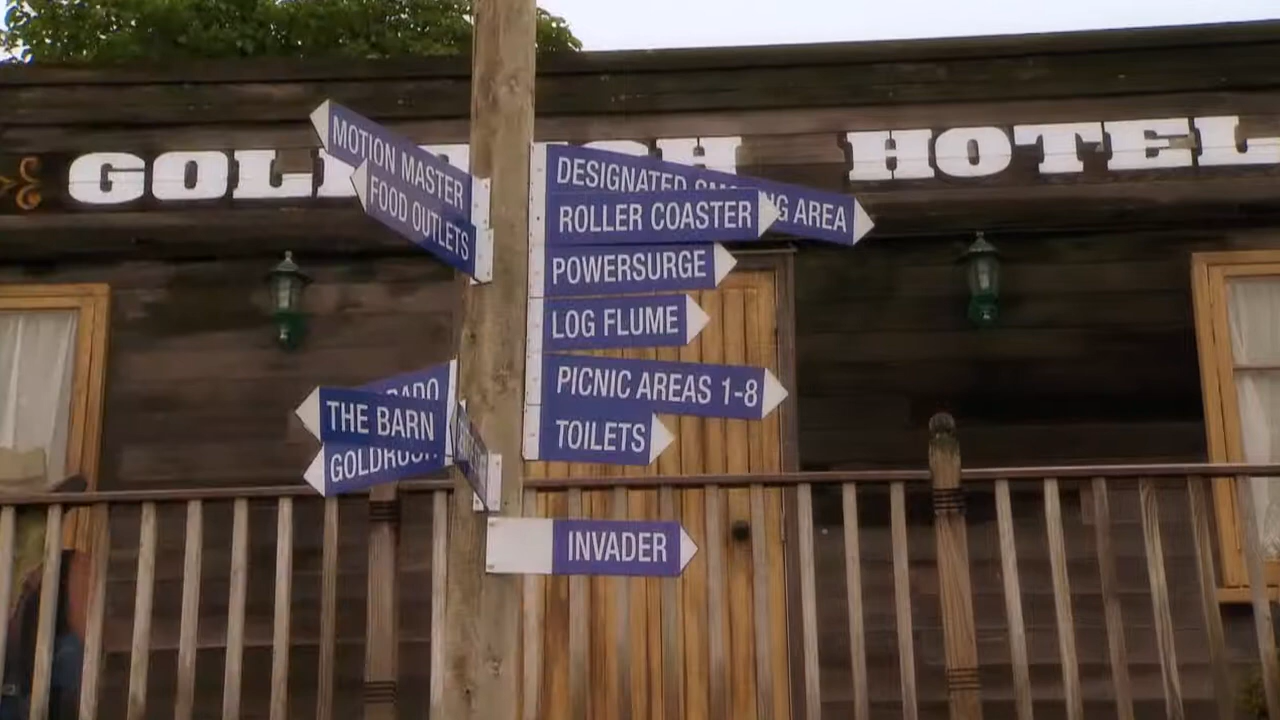 HOTEL
MOTION MASTER
FOOD OUTLETS
DESIGNATED AREA
ROLLER COASTER
POWERSURGE
LOG FLUME
PICNIC AREAS 1-8
TOILETS
THE BARN
GOLDRUSH
INVADER